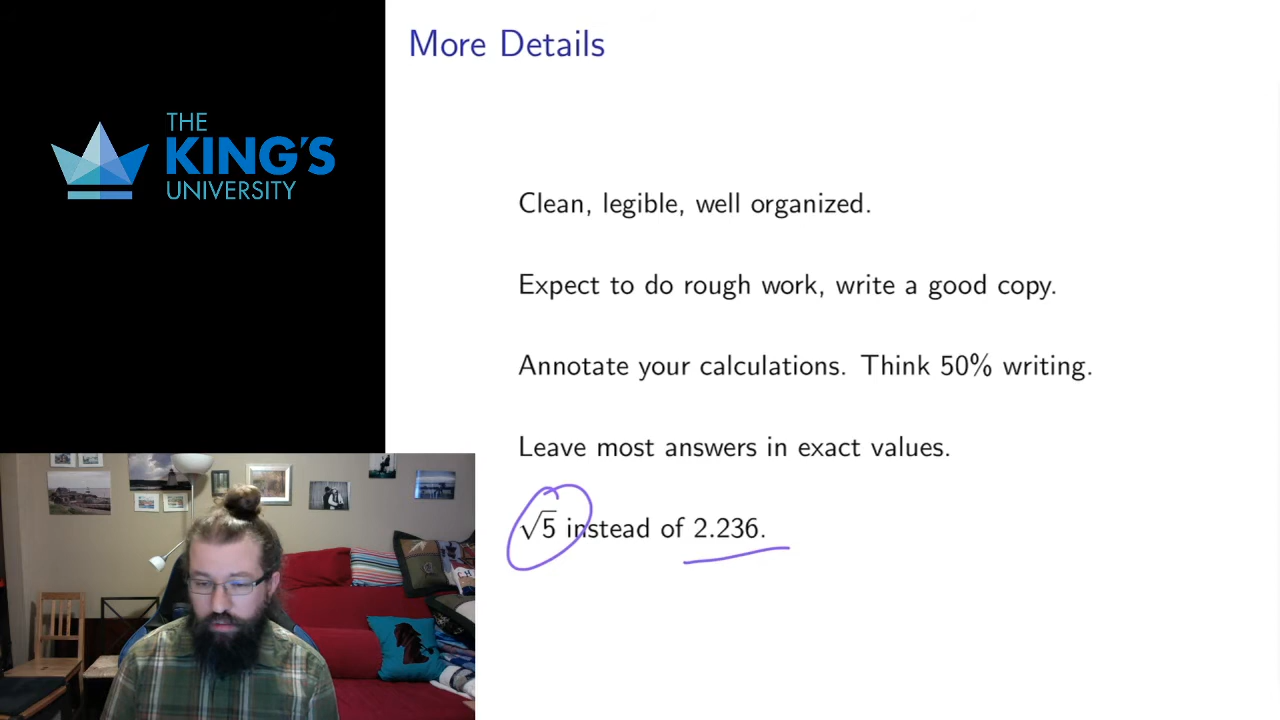 THE
KING'S
UNIVERSITY
More Details
Clean, legible, well organized.
Expect to do rough work, write a good copy.
Annotate your calculations. Think 50% writing.
Leave most answers in exact values.
√5 instead of 2.236.